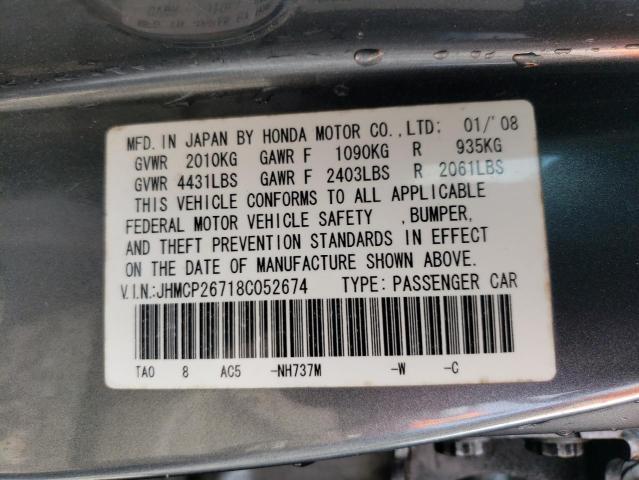 MFD. IN JAPAN BY HONDA MOTOR CO.,LTD: 01/'08
GVWR 2010KG GAWR F 1090KG R 935KG
GVWR 4431LBS GAWR F 2403LBS R 2061LBS
THIS VEHICLE CONFORMS TO ALL APPLICABLE
FEDERAL MOTOR VEHICLE SAFETY ,BUMPER,
AND THEFT PREVENTION STANDARDS IN EFFECT
ON THE DATE OF MANUFACTURE SHOWN ABOVE.
V.I.N.:JHMCP26718C052674 TYPE: PASSENGER CAR
TA0 8 AC5 -NH737M -W -C